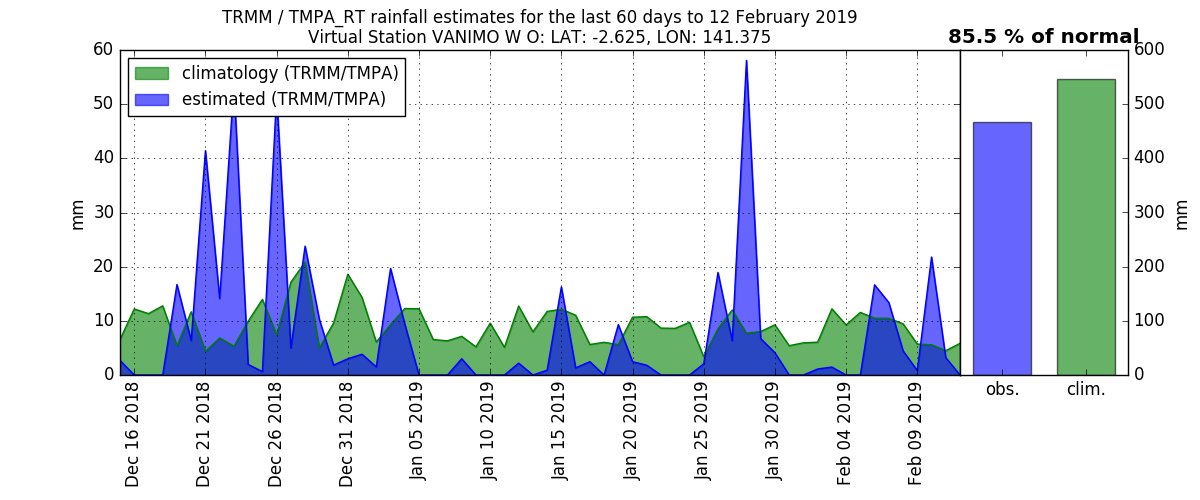 TRMM / TMPA_RT rainfall estimates for the last 60 days to 12 February 2019
Virtual Station VANIMO W O: LAT: -2.625, LON: 141.375
85.5 % of normal
climatology (TRMM/TMPA)
estimated (TRMM/TMPA)
60
50
40
30
20
10
0
mm
600
500
400
300
200
100
0
mm
Dec 16 2018
Dec 21 2018
Dec 26 2018
Dec 31 2018
Jan 05 2019
Jan 10 2019
Jan 15 2019
Jan 20 2019
Jan 25 2019
Jan 30 2019
Feb 04 2019
Feb 09 2019
obs.
clim.